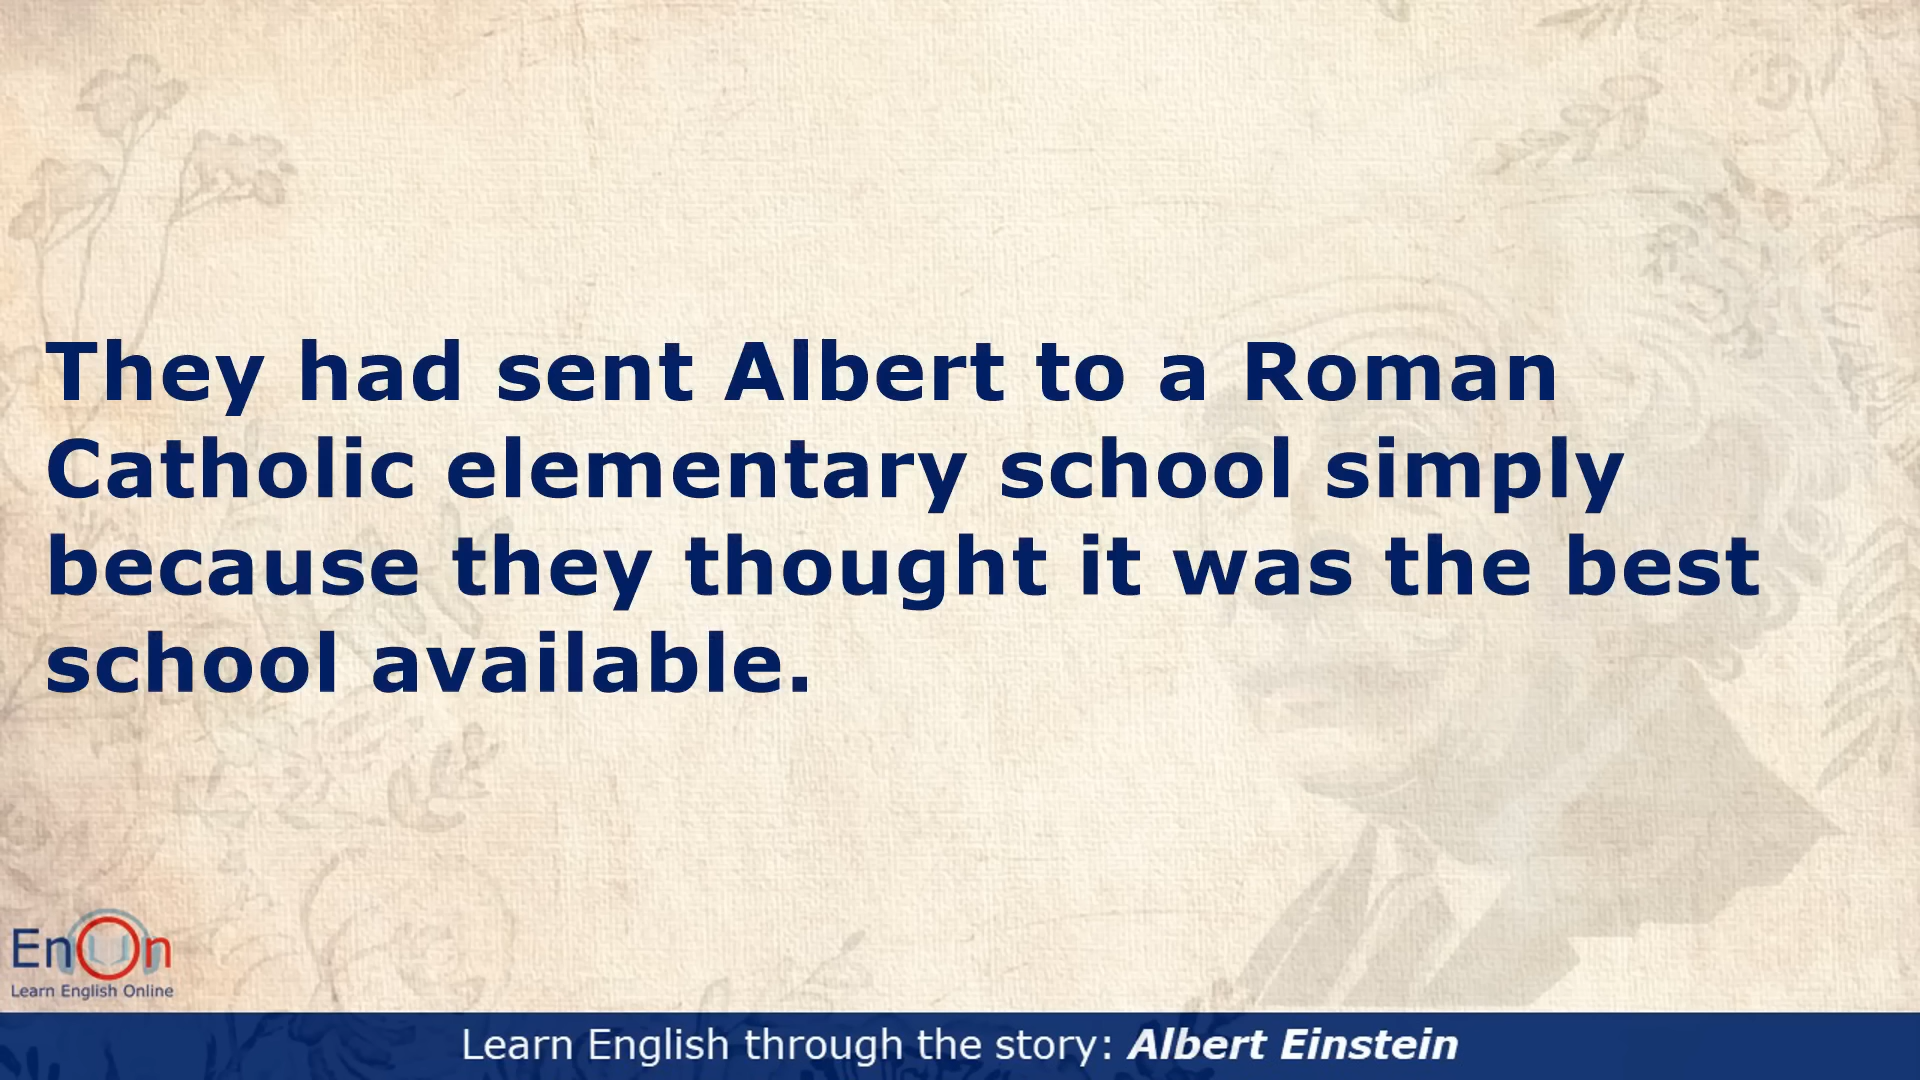 They had sent Albert to a Roman
Catholic elementary school simply
because they thought it was the best
school available.
EnOn
Learn English Online
Learn English through the story: Albert Einstein